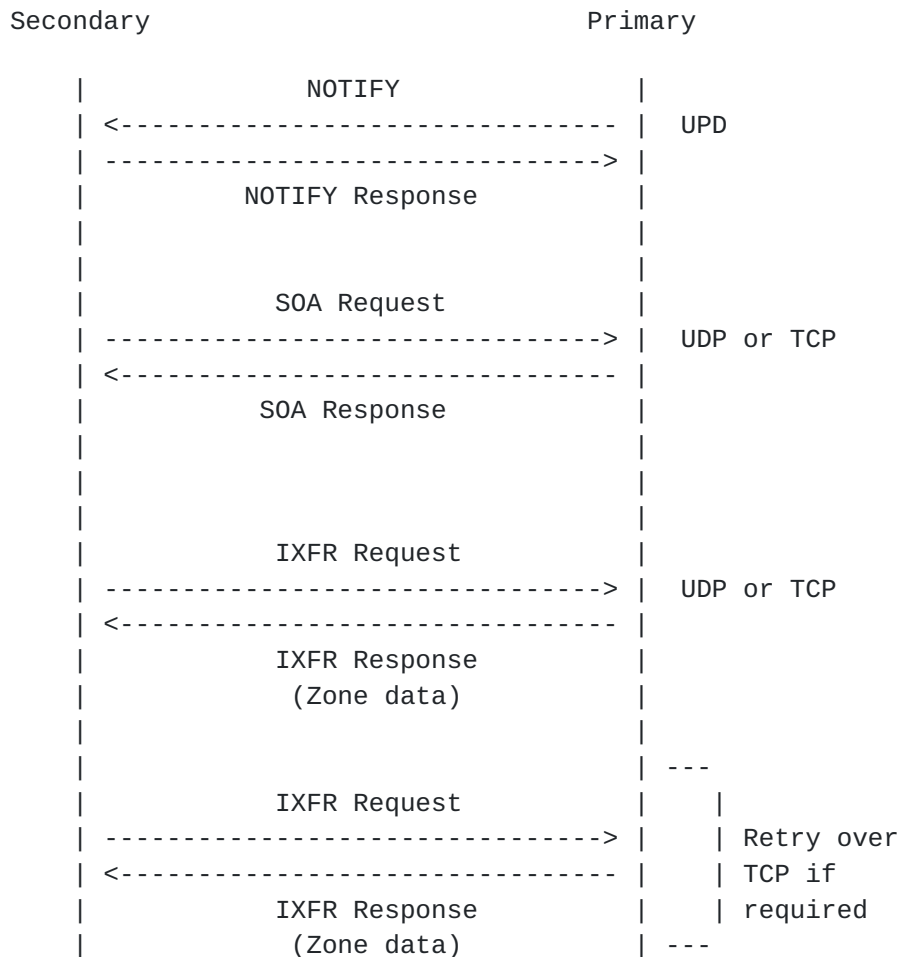 Secondary                            Primary
    |              NOTIFY               |
    | <-------------------------------- |  UPD
    | --------------------------------> |
    |          NOTIFY Response          |
    |                                   |
    |                                   |
    |            SOA Request            |
    | --------------------------------> |  UDP or TCP
    | <-------------------------------- |
    |           SOA Response            |
    |                                   |
    |                                   |
    |                                   |
    |            IXFR Request           |
    | --------------------------------> |  UDP or TCP
    | <-------------------------------- |
    |            IXFR Response          |
    |             (Zone data)           |
    |                                   |
    |                                   | ---
    |            IXFR Request           |    |
    | --------------------------------> |    | Retry over
    | <-------------------------------- |    | TCP if
    |            IXFR Response          |    | required
    |             (Zone data)           | ---